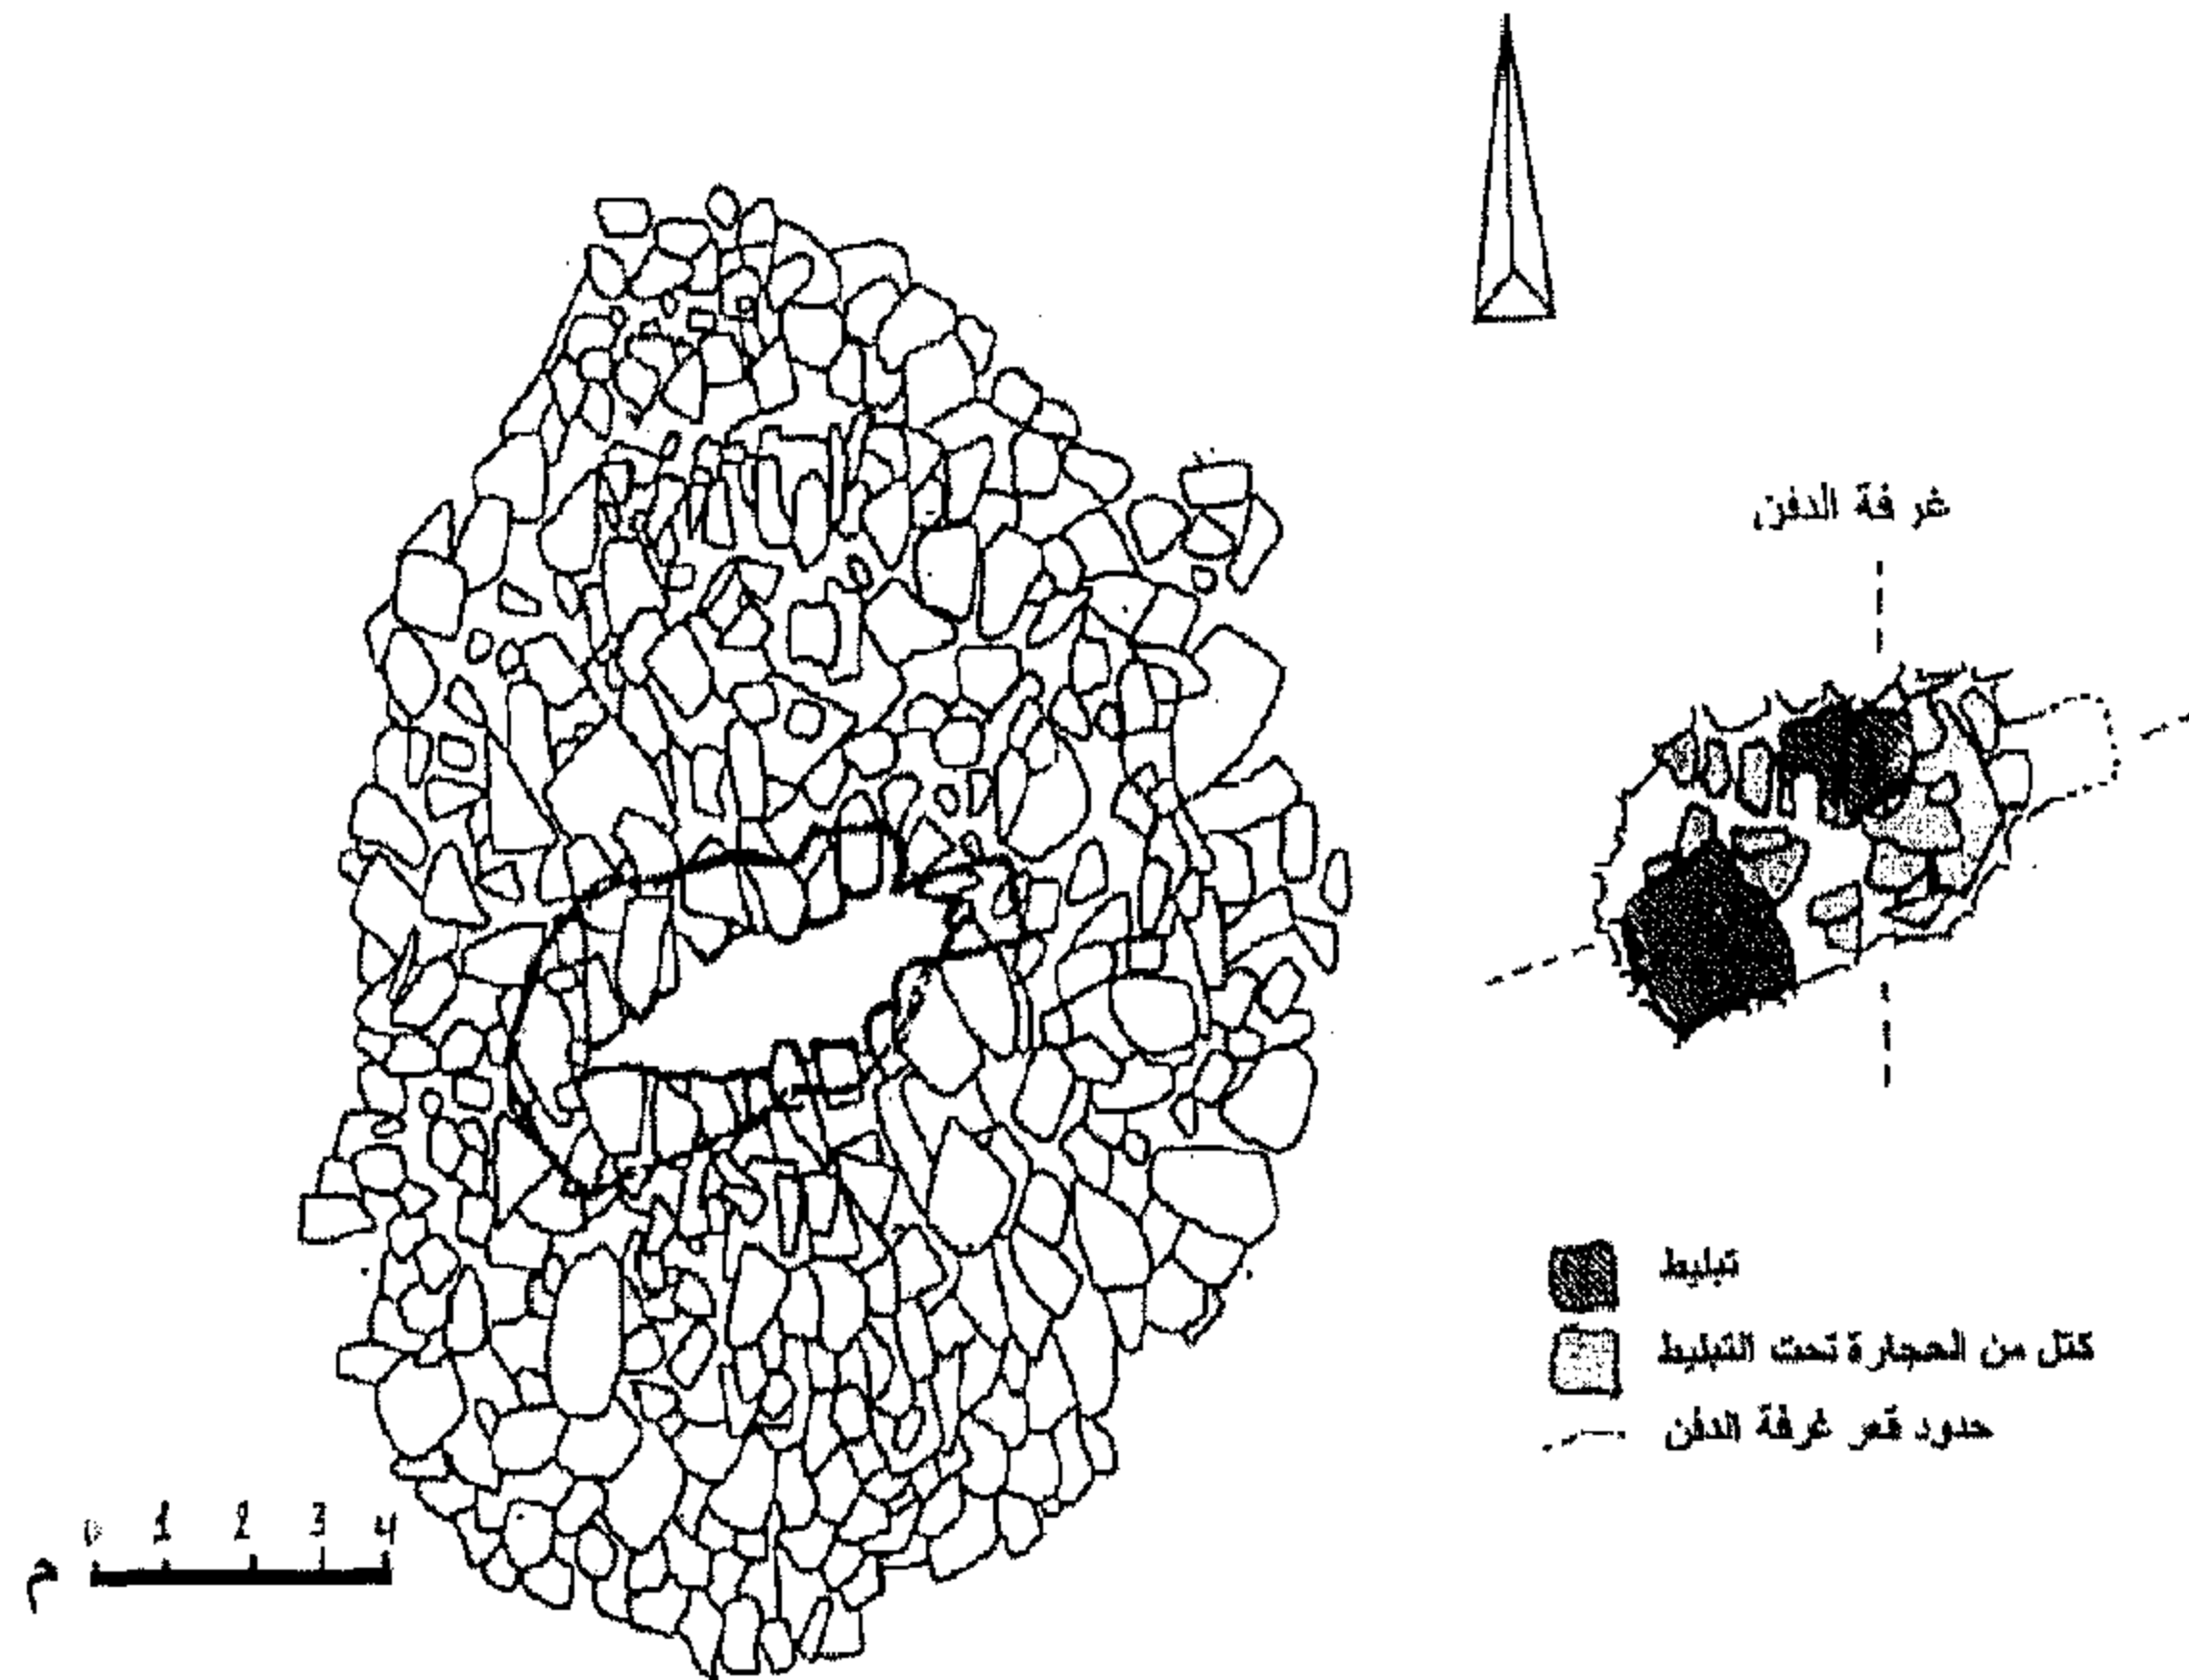 غرفة الدفن
تبليط
كتل من الحجارة تحت التبليط
حدود قعر غرفة الدفن
0 1 2 3 4
م